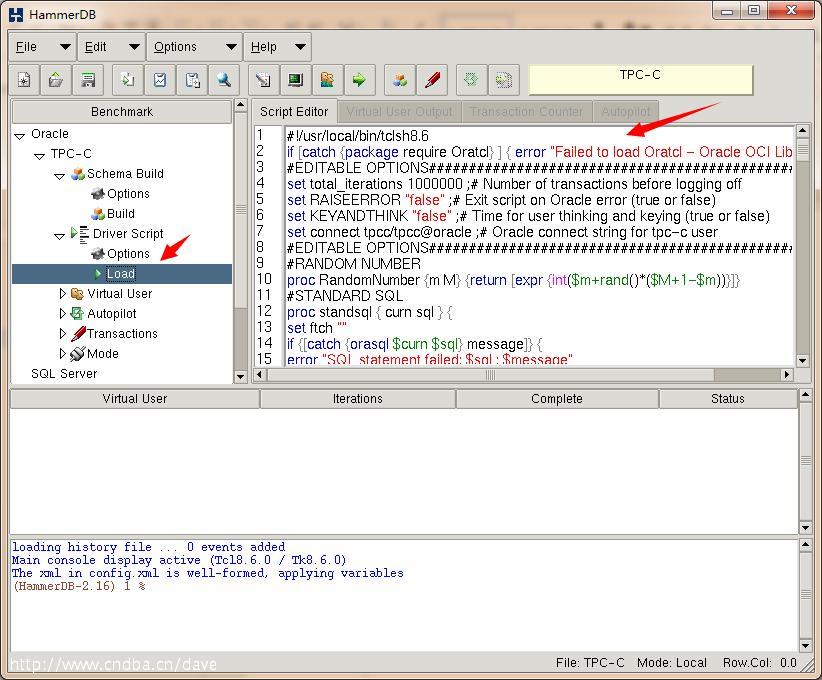 HammerDB
File Edit Options Help
TPC-C
Benchmark
Oracle
TPC-C
Schema Build
Options
Build
Driver Script
Options
Load
Virtual User
Autopilot
Transactions
Mode
SQL Server
Script Editor Virtual User Output Transaction Counter Autopilot
1 #!/usr/local/bin/tclsh8.6
2 if [catch {package require Oratcl} ] { error "Failed to load Oratcl - Oracle OCI Lib
3 #EDITABLE OPTIONS##################################################
4 set total_iterations 1000000 ;# Number of transactions before logging off
5 set RAISEERROR "false" ;# Exit script on Oracle error (true or false)
6 set KEYANDTHINK "false" ;# Time for user thinking and keying (true or false)
7 set connect tpcc/tpcc@oracle ;# Oracle connect string for tpc-c user
8 #EDITABLE OPTIONS##################################################
9 #RANDOM NUMBER
10 proc RandomNumber {m M} {return [expr {int($m+rand()*($M+1-$m))}]}
11 #STANDARD SQL
12 proc standsql { curn sql } {
13 set ftch ""
14 if {[catch {orasql $curn $sql} message]} {
15 error "SQL statement failed: $sql : $message"
Virtual User Iterations Complete Status
loading history file ... 0 events added
Main console display active (Tcl8.6.0 / Tk8.6.0)
The xml in config.xml is well-formed, applying variables
(HammerDB-2.16) 1 %
http://www.cndba.cn/dave
File: TPC-C Mode: Local Row.Col: 0.0